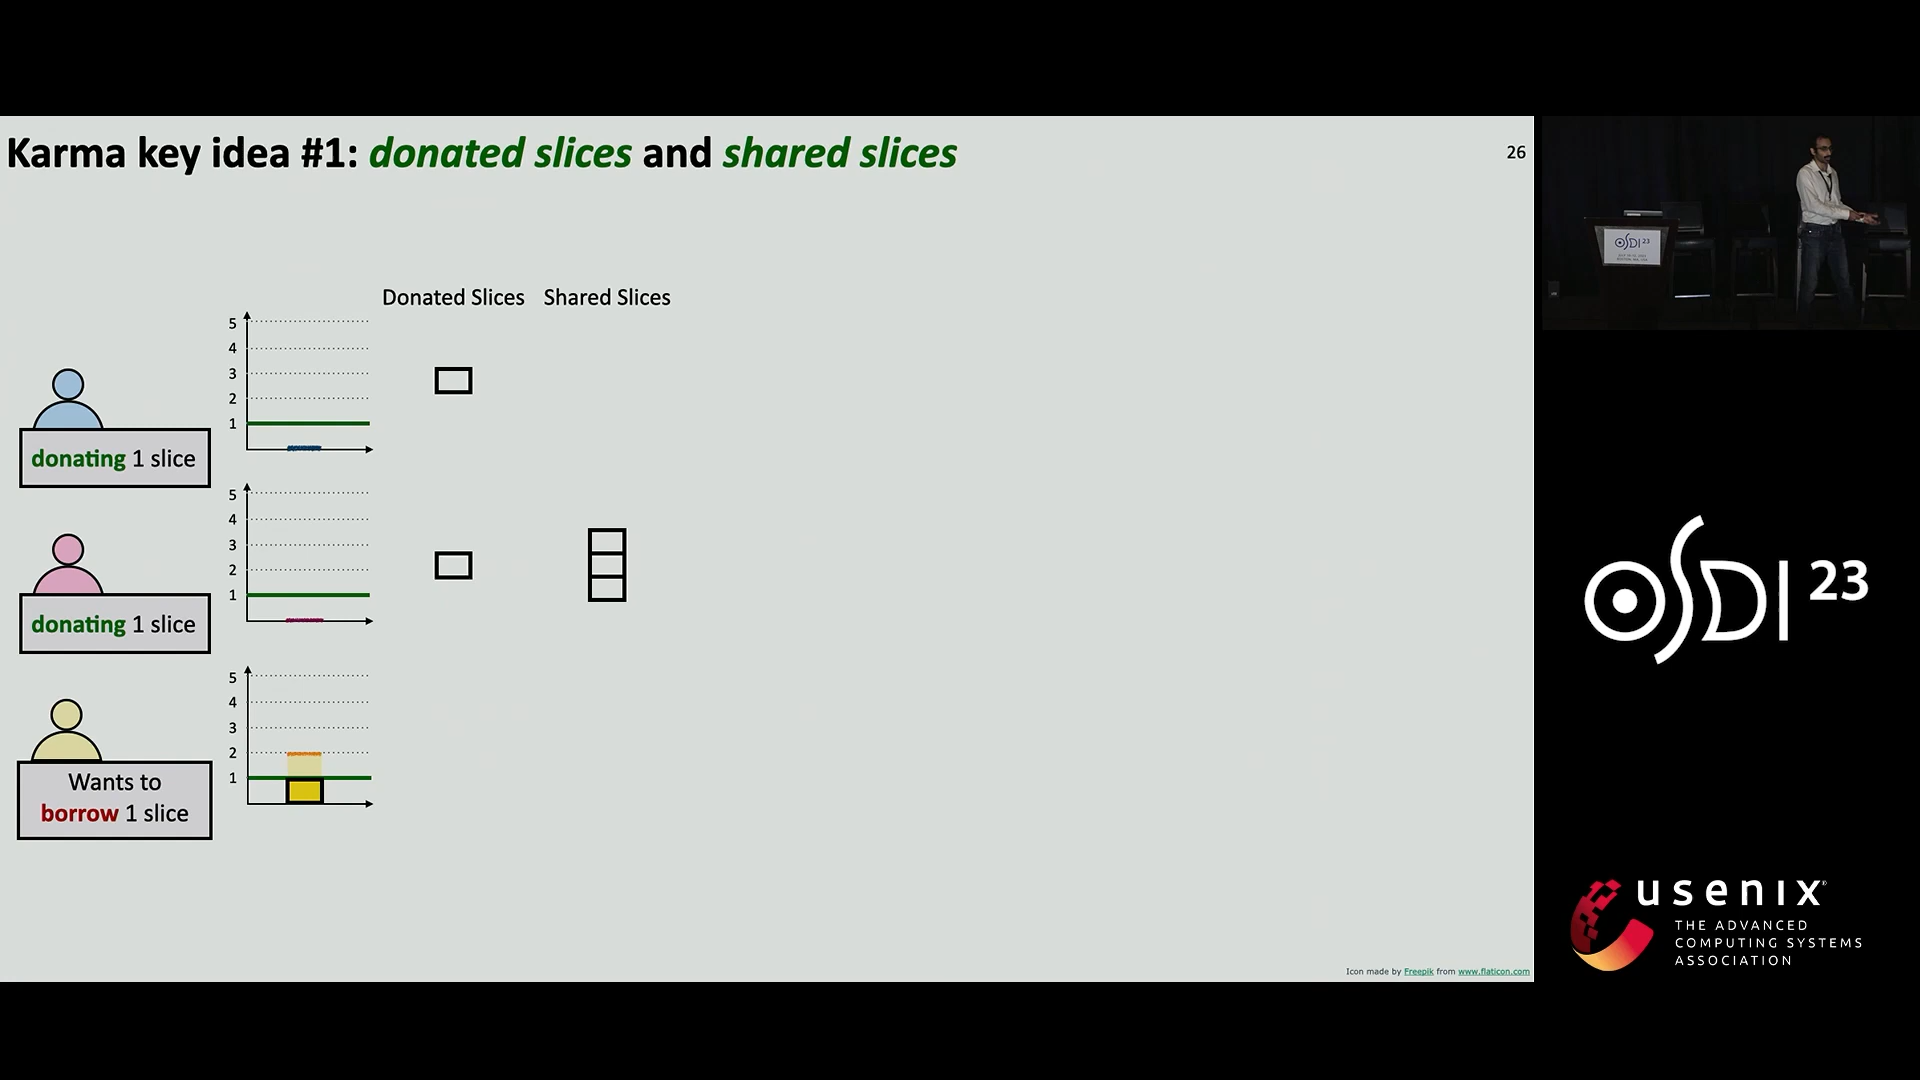 Karma key idea #1: donated slices and shared slices
26
Donated Slices Shared Slices
5
4
3
2
1
donating 1 slice
5
4
3
2
1
donating 1 slice
5
4
3
2
1
Wants to
borrow 1 slice
Icon made by Freepik from www.flaticon.com
OSDI 23
OSDI 23
usenix
THE ADVANCED
COMPUTING SYSTEMS
ASSOCIATION